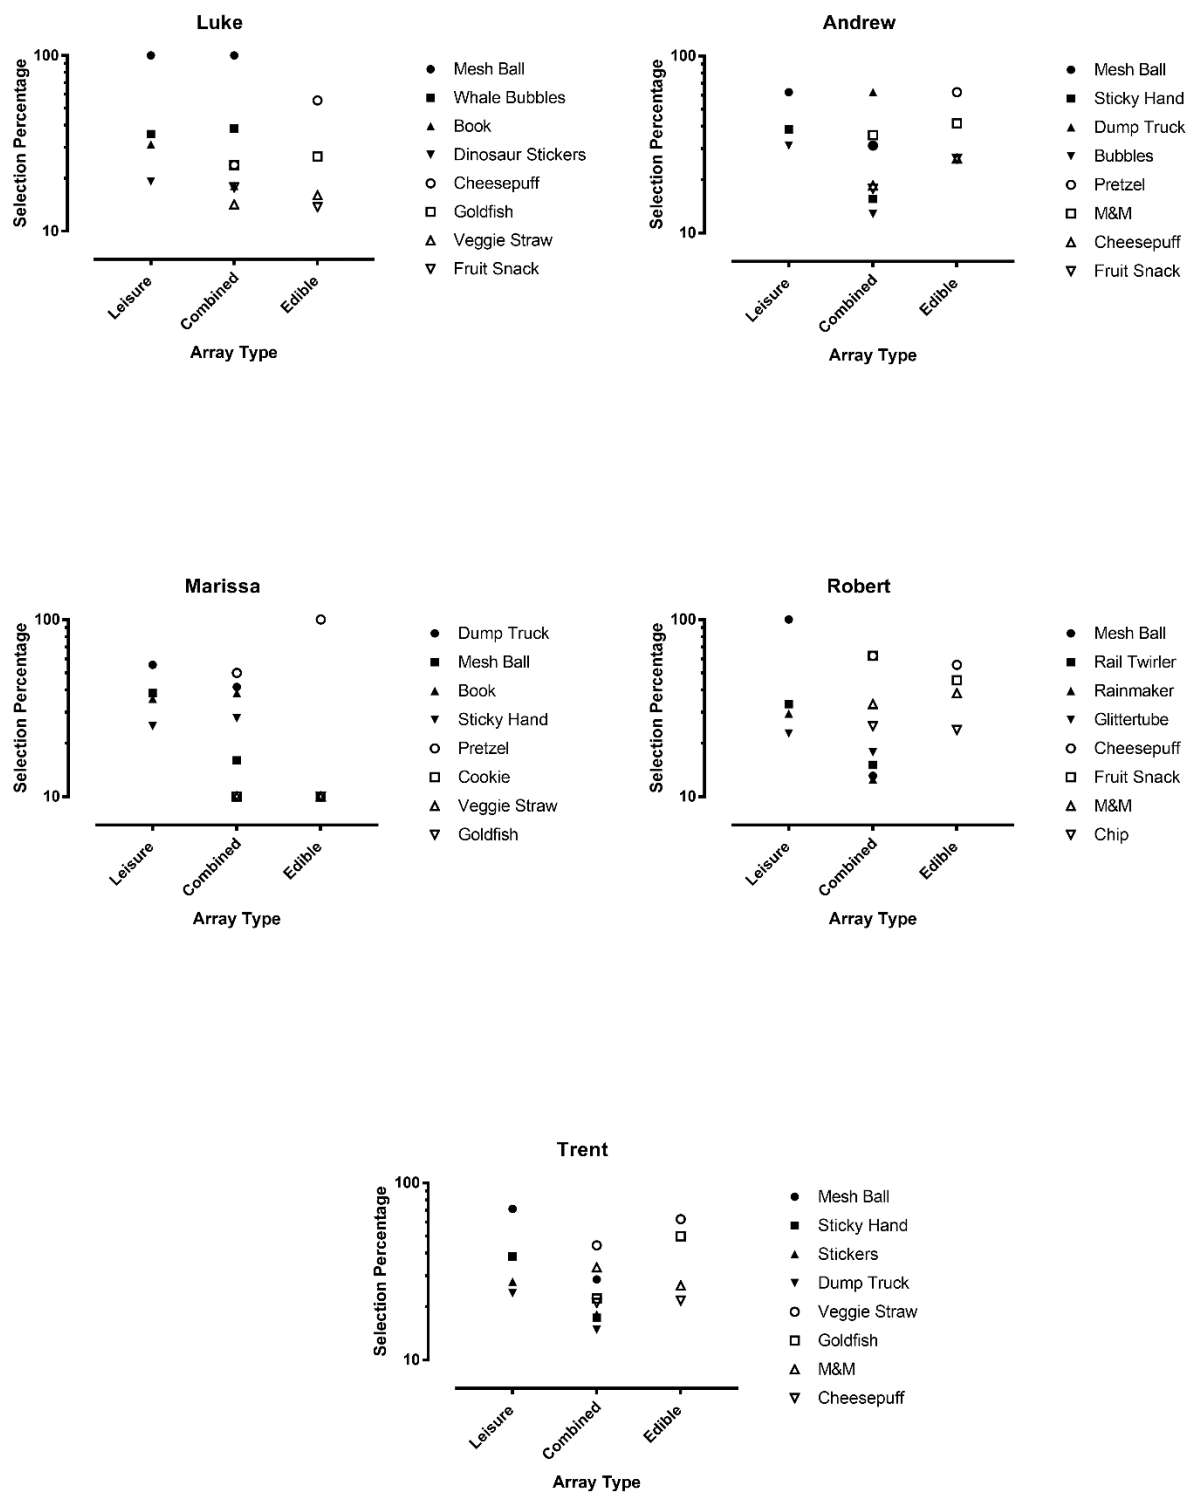 Luke
Selection Percentage
100
10
Leisure
Combined
Edible
Array Type
Mesh Ball
Whale Bubbles
Book
Dinosaur Stickers
Cheesepuff
Goldfish
Veggie Straw
Fruit Snack
Andrew
Selection Percentage
100
10
Leisure
Combined
Edible
Array Type
Mesh Ball
Sticky Hand
Dump Truck
Bubbles
Pretzel
M&M
Cheesepuff
Fruit Snack
Marissa
Selection Percentage
100
10
Leisure
Combined
Edible
Array Type
Dump Truck
Mesh Ball
Book
Sticky Hand
Pretzel
Cookie
Veggie Straw
Goldfish
Robert
Selection Percentage
100
10
Leisure
Combined
Edible
Array Type
Mesh Ball
Rail Twirler
Rainmaker
Glittertube
Cheesepuff
Fruit Snack
M&M
Chip
Trent
Selection Percentage
100
10
Leisure
Combined
Edible
Array Type
Mesh Ball
Sticky Hand
Stickers
Dump Truck
Veggie Straw
Goldfish
M&M
Cheesepuff